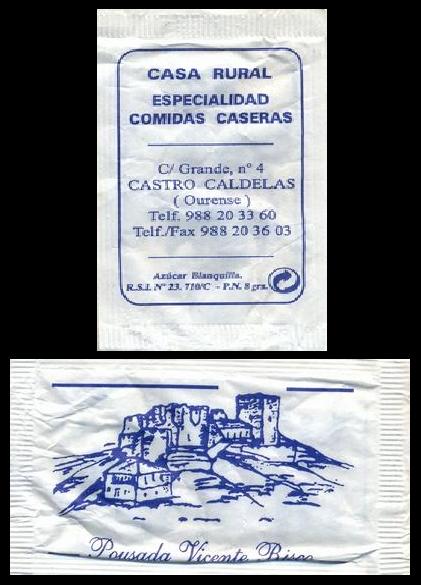 CASA RURAL
ESPECIALIDAD
COMIDAS CASERAS
C/ Grande, nº 4
CASTRO CALDELAS
( Ourense )
Telf. 988 20 33 60
Telf./Fax 988 20 36 03
Azúcar Blanquilla.
R.S.I. Nº 23. 710/C - P.N. 8 grs.
Pousada Vicente Risco